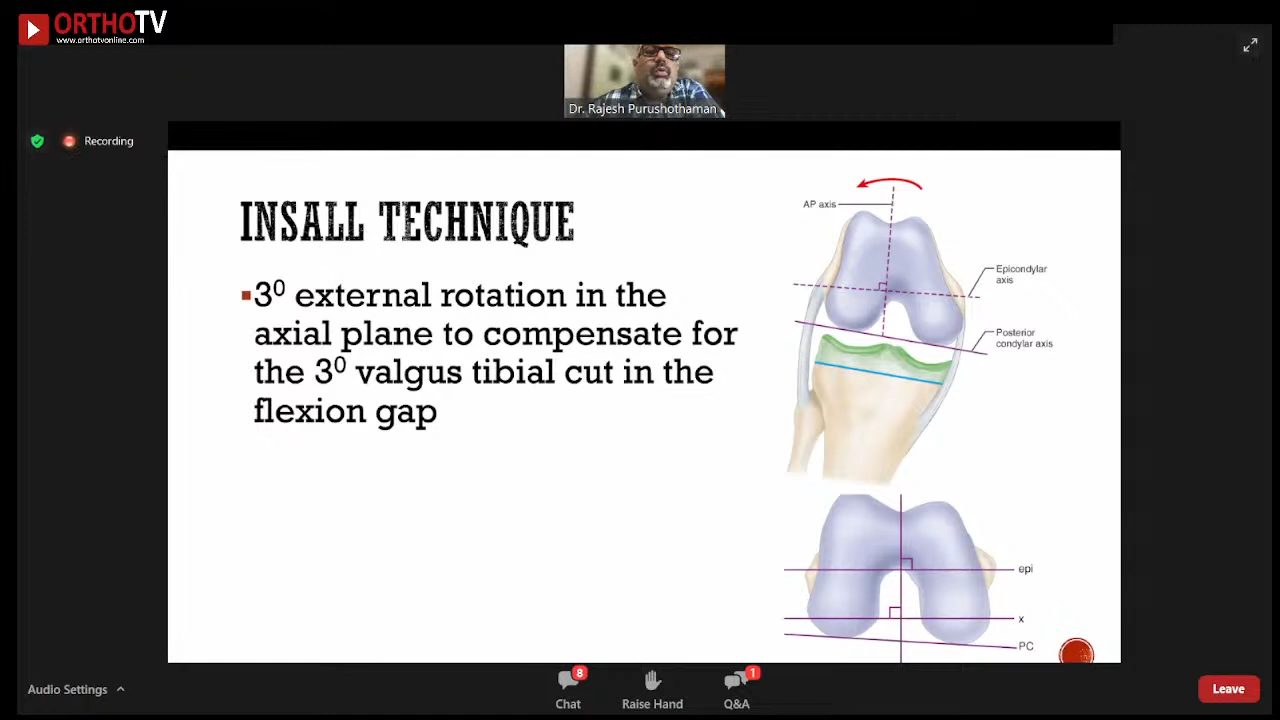 ORTHOTV
www.orthotvonline.com
Dr. Rajesh Purushothaman
Recording
INSALL TECHNIQUE
3⁰ external rotation in the
axial plane to compensate for
the 3⁰ valgus tibial cut in the
flexion gap
AP axis
Epicondylar
axis
Posterior
condylar axis
epi
x
PC
Audio Settings
8
Chat
Raise Hand
1
Q&A
Leave